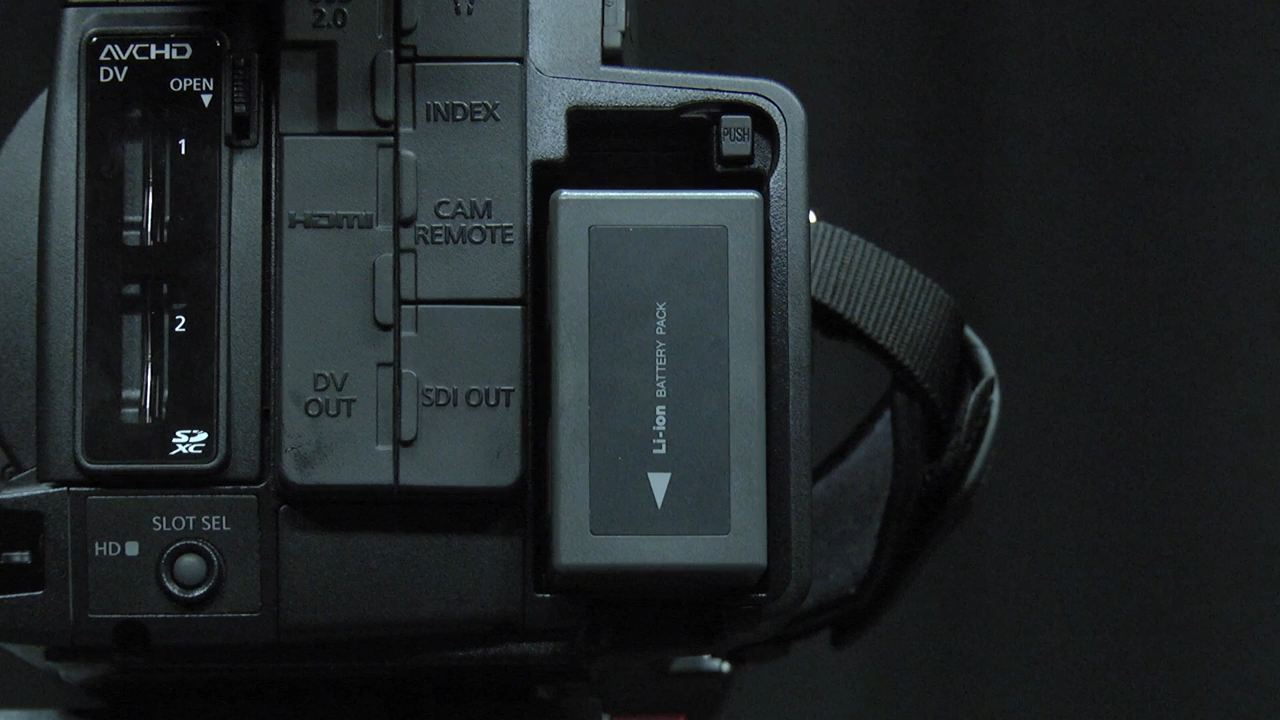 AVCHD
DV
OPEN
1
2
SD
XC
SLOT SEL
HD
2.0
INDEX
HDMI
CAM
REMOTE
DV
OUT
SDI OUT
PUSH
Li-ion BATTERY PACK